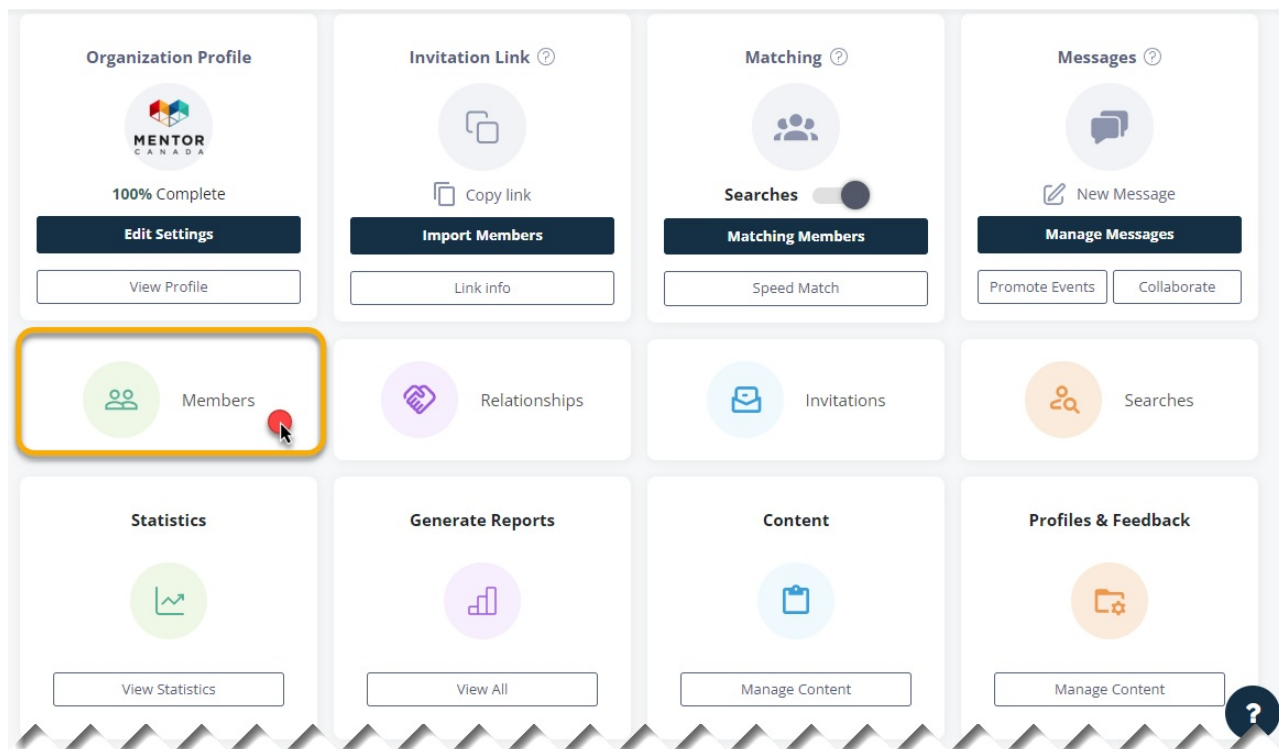 Organization Profile
MENTOR
CANADA
100% Complete
Edit Settings
View Profile
Invitation Link ?
Copy link
Import Members
Link info
Matching ?
Searches
Matching Members
Speed Match
Messages ?
New Message
Manage Messages
Promote Events Collaborate
Members
Relationships
Invitations
Searches
Statistics
View Statistics
Generate Reports
View All
Content
Manage Content
Profiles & Feedback
Manage Content
?